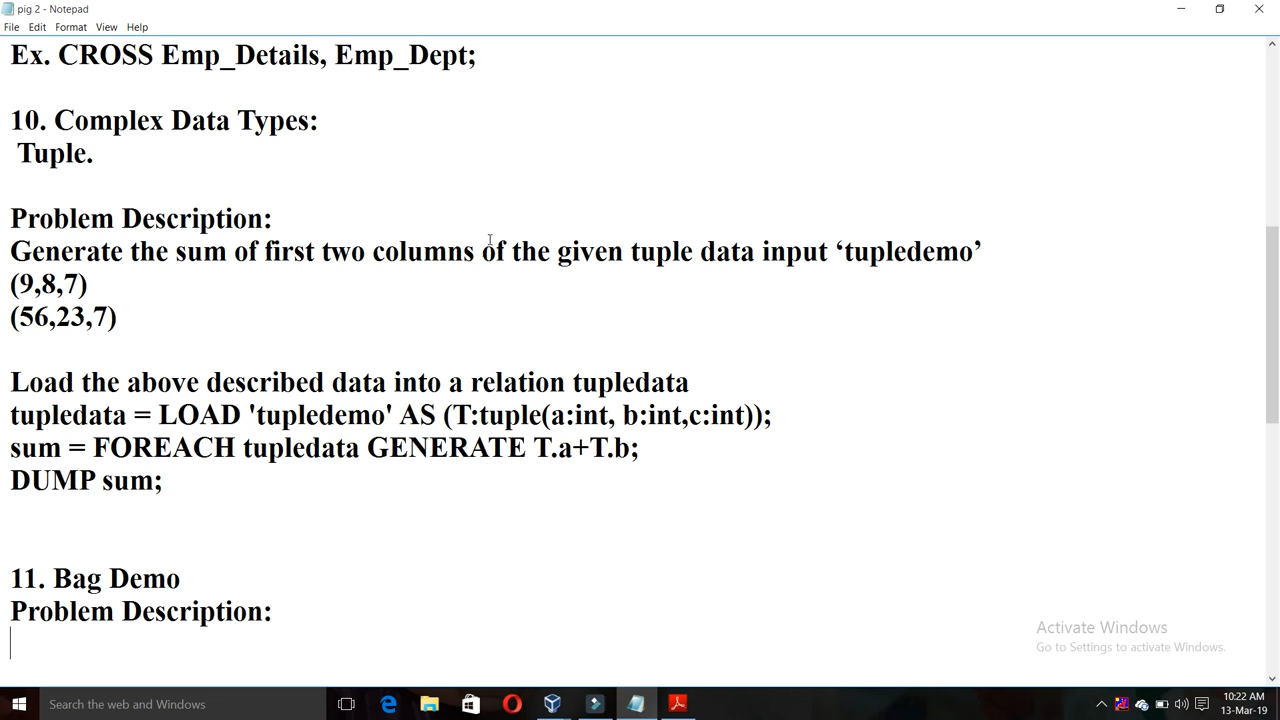 pig 2 - Notepad
File Edit Format View Help
Ex. CROSS Emp_Details, Emp_Dept;
10. Complex Data Types:
Tuple.
Problem Description:
Generate the sum of first two columns of the given tuple data input ‘tupledemo’
(9,8,7)
(56,23,7)
Load the above described data into a relation tupledata
tupledata = LOAD 'tupledemo' AS (T:tuple(a:int, b:int,c:int));
sum = FOREACH tupledata GENERATE T.a+T.b;
DUMP sum;
11. Bag Demo
Problem Description:
Activate Windows
Go to Settings to activate Windows.
Search the web and Windows
10:22 AM
13-Mar-19